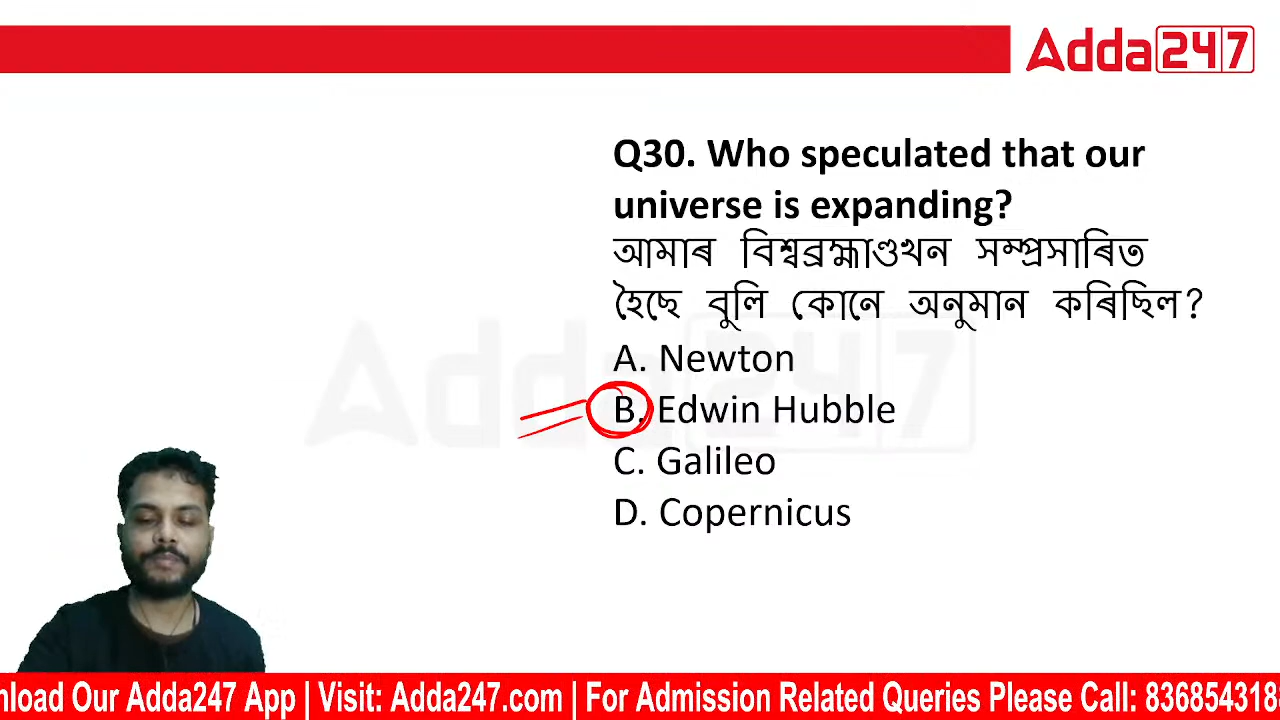 Adda247
Q30. Who speculated that our
universe is expanding?
আমাৰ বিশ্বব্ৰহ্মাণ্ডখন সম্প্ৰসাৰিত
হৈছে বুলি কোনে অনুমান কৰিছিল?
A. Newton
B. Edwin Hubble
C. Galileo
D. Copernicus
Adda247
nload Our Adda247 App | Visit: Adda247.com | For Admission Related Queries Please Call: 836854318